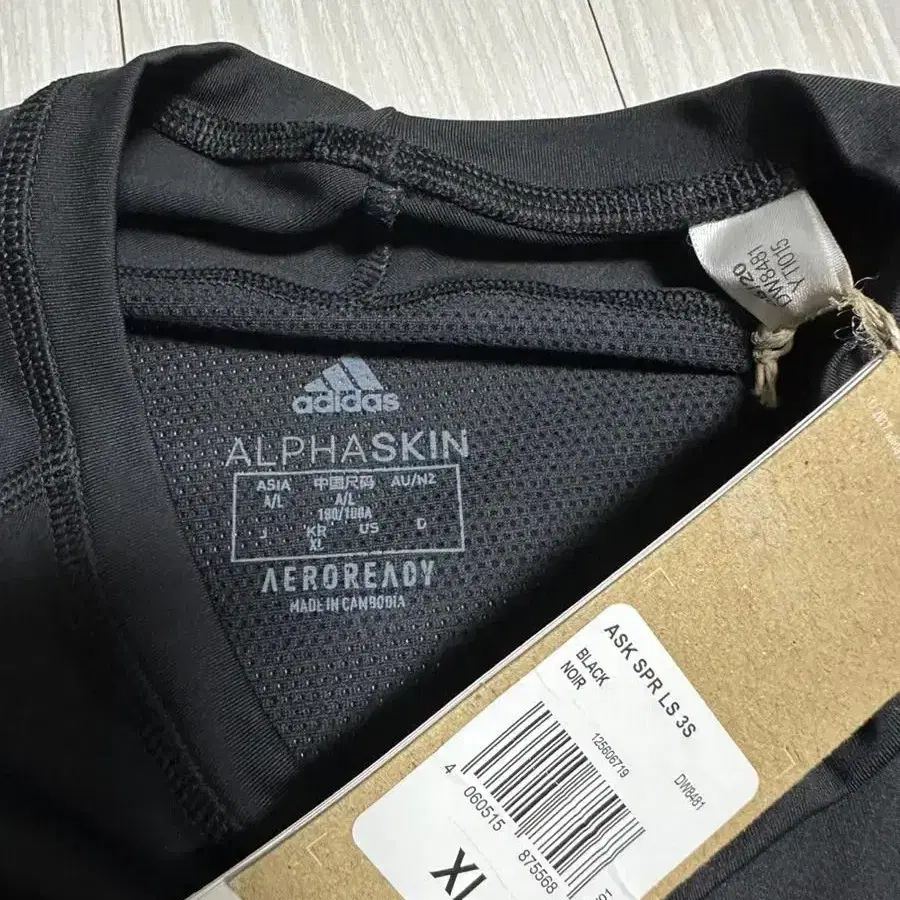 adidas
ALPHASKIN
ASIA 中国尺码 AU/NZ
A/L A/L
180/100A
J KR US D
XL
AEROREADY
MADE IN CAMBODIA
DW8481
Y11015
ASK SPR LS 3S
BLACK
NOIR
125606719
DW8481
4 060515 875568
XL